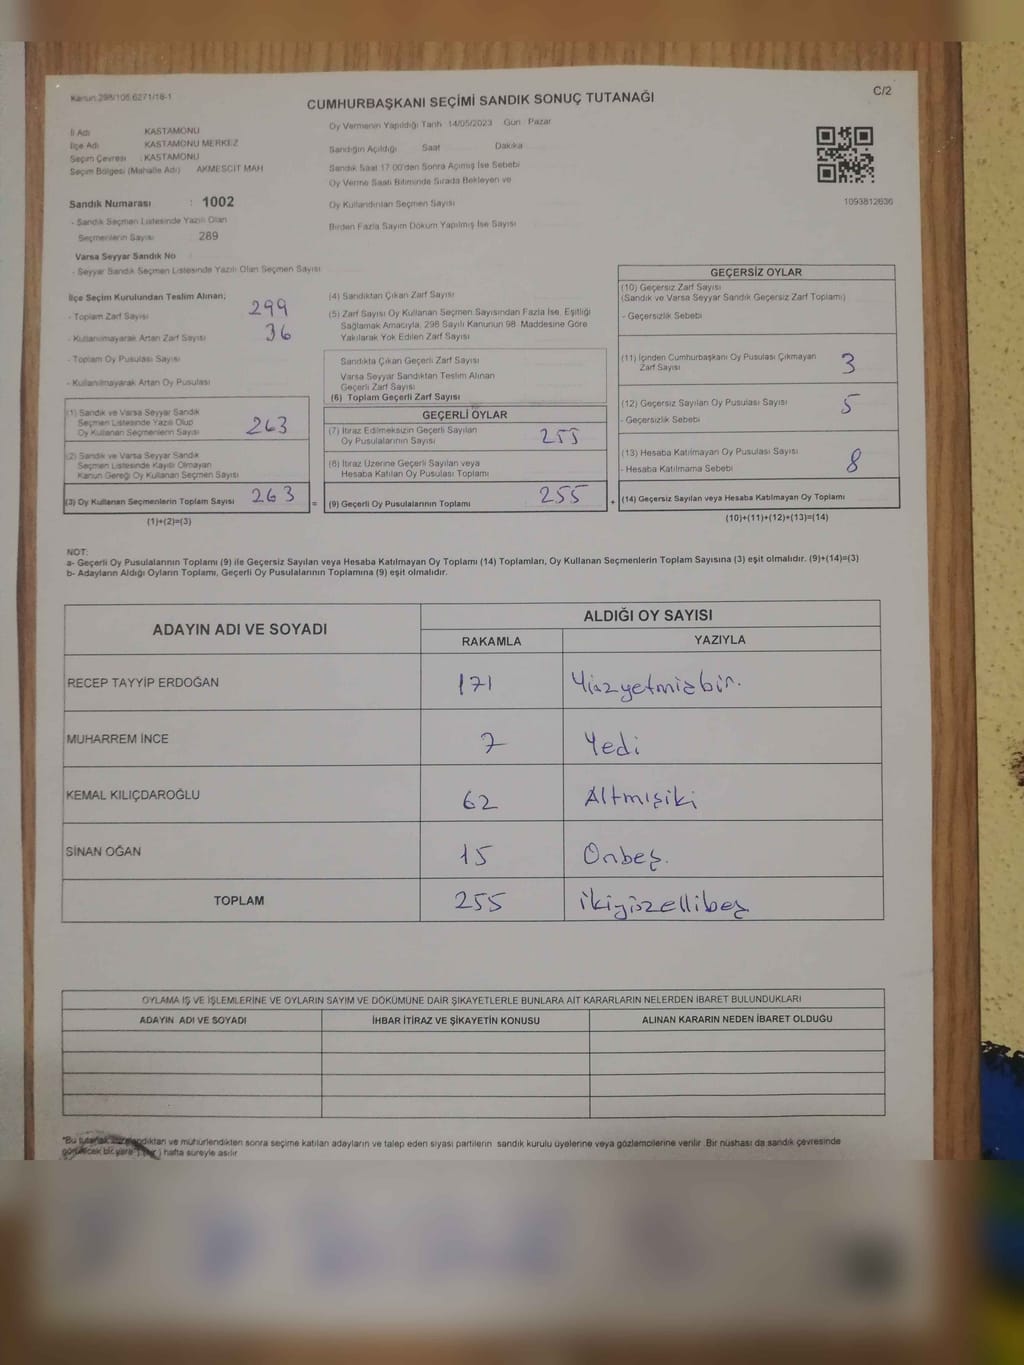 Kanun:298/105,6271/18-1
C/2
CUMHURBAŞKANI SEÇİMİ SANDIK SONUÇ TUTANAĞI
İl Adı KASTAMONU
İlçe Adı KASTAMONU MERKEZ
Seçim Çevresi : KASTAMONU
Seçim Bölgesi (Mahalle Adı) AKMESCİT MAH
Sandık Numarası : 1002
- Sandık Seçmen Listesinde Yazılı Olan
Seçmenlerin Sayısı 289
Varsa Seyyar Sandık No
- Seyyar Sandık Seçmen Listesinde Yazılı Olan Seçmen Sayısı
Oy Vermenin Yapıldığı Tarih 14/05/2023 Gün : Pazar
Sandığın Açıldığı Saat Dakika
Sandık Saat 17.00'den Sonra Açılmış İse Sebebi
Oy Verme Saati Bitiminde Sırada Bekleyen ve
Oy Kullandırılan Seçmen Sayısı
Birden Fazla Sayım Döküm Yapılmış İse Sayısı
1093812636
İlçe Seçim Kurulundan Teslim Alınan;
- Toplam Zarf Sayısı 299
- Kullanılmayarak Artan Zarf Sayısı 36
- Toplam Oy Pusulası Sayısı
- Kullanılmayarak Artan Oy Pusulası
(1) Sandık ve Varsa Seyyar Sandık
Seçmen Listesinde Yazılı Olup
Oy Kullanan Seçmenlerin Sayısı 263
(2) Sandık ve Varsa Seyyar Sandık
Seçmen Listesinde Kayıtlı Olmayan
Kanun Gereği Oy Kullanan Seçmen Sayısı
(3) Oy Kullanan Seçmenlerin Toplam Sayısı 263 =
(1)+(2)=(3)
(4) Sandıktan Çıkan Zarf Sayısı
(5) Zarf Sayısı Oy Kullanan Seçmen Sayısından Fazla İse, Eşitliği
Sağlamak Amacıyla, 298 Sayılı Kanunun 98. Maddesine Göre
Yakılarak Yok Edilen Zarf Sayısı
Sandıkta Çıkan Geçerli Zarf Sayısı
Varsa Seyyar Sandıktan Teslim Alınan
Geçerli Zarf Sayısı
(6) Toplam Geçerli Zarf Sayısı
GEÇERLİ OYLAR
(7) İtiraz Edilmeksizin Geçerli Sayılan
Oy Pusulalarının Sayısı 255
(8) İtiraz Üzerine Geçerli Sayılan veya
Hesaba Katılan Oy Pusulası Toplamı
(9) Geçerli Oy Pusulalarının Toplamı 255 +
GEÇERSİZ OYLAR
(10) Geçersiz Zarf Sayısı
(Sandık ve Varsa Seyyar Sandık Geçersiz Zarf Toplamı)
- Geçersizlik Sebebi
(11) İçinden Cumhurbaşkanı Oy Pusulası Çıkmayan
Zarf Sayısı 3
(12) Geçersiz Sayılan Oy Pusulası Sayısı 5
- Geçersizlik Sebebi
(13) Hesaba Katılmayan Oy Pusulası Sayısı
- Hesaba Katılmama Sebebi 8
(14) Geçersiz Sayılan veya Hesaba Katılmayan Oy Toplamı
(10)+(11)+(12)+(13)=(14)
NOT:
a- Geçerli Oy Pusulalarının Toplamı (9) ile Geçersiz Sayılan veya Hesaba Katılmayan Oy Toplamı (14) Toplamları, Oy Kullanan Seçmenlerin Toplam Sayısına (3) eşit olmalıdır. (9)+(14)=(3)
b- Adayların Aldığı Oyların Toplamı, Geçerli Oy Pusulalarının Toplamına (9) eşit olmalıdır.
ADAYIN ADI VE SOYADI
ALDIĞI OY SAYISI
RAKAMLA YAZIYLA
RECEP TAYYİP ERDOĞAN 171 Yüzyetmişbir.
MUHARREM İNCE 7 Yedi
KEMAL KILIÇDAROĞLU 62 Altmışiki
SİNAN OĞAN 15 Onbeş.
TOPLAM 255 ikiyüzellibeş
OYLAMA İŞ VE İŞLEMLERİNE VE OYLARIN SAYIM VE DÖKÜMÜNE DAİR ŞİKAYETLERLE BUNLARA AİT KARARLARIN NELERDEN İBARET BULUNDUKLARI
ADAYIN ADI VE SOYADI İHBAR İTİRAZ VE ŞİKAYETİN KONUSU ALINAN KARARIN NEDEN İBARET OLDUĞU
"Bu tutanak imzalandıktan ve mühürlendikten sonra seçime katılan adayların ve talep eden siyasi partilerin sandık kurulu üyelerine veya gözlemcilerine verilir. Bir nüshası da sandık çevresinde
görülecek bir yere 1 (bir) hafta süreyle asılır